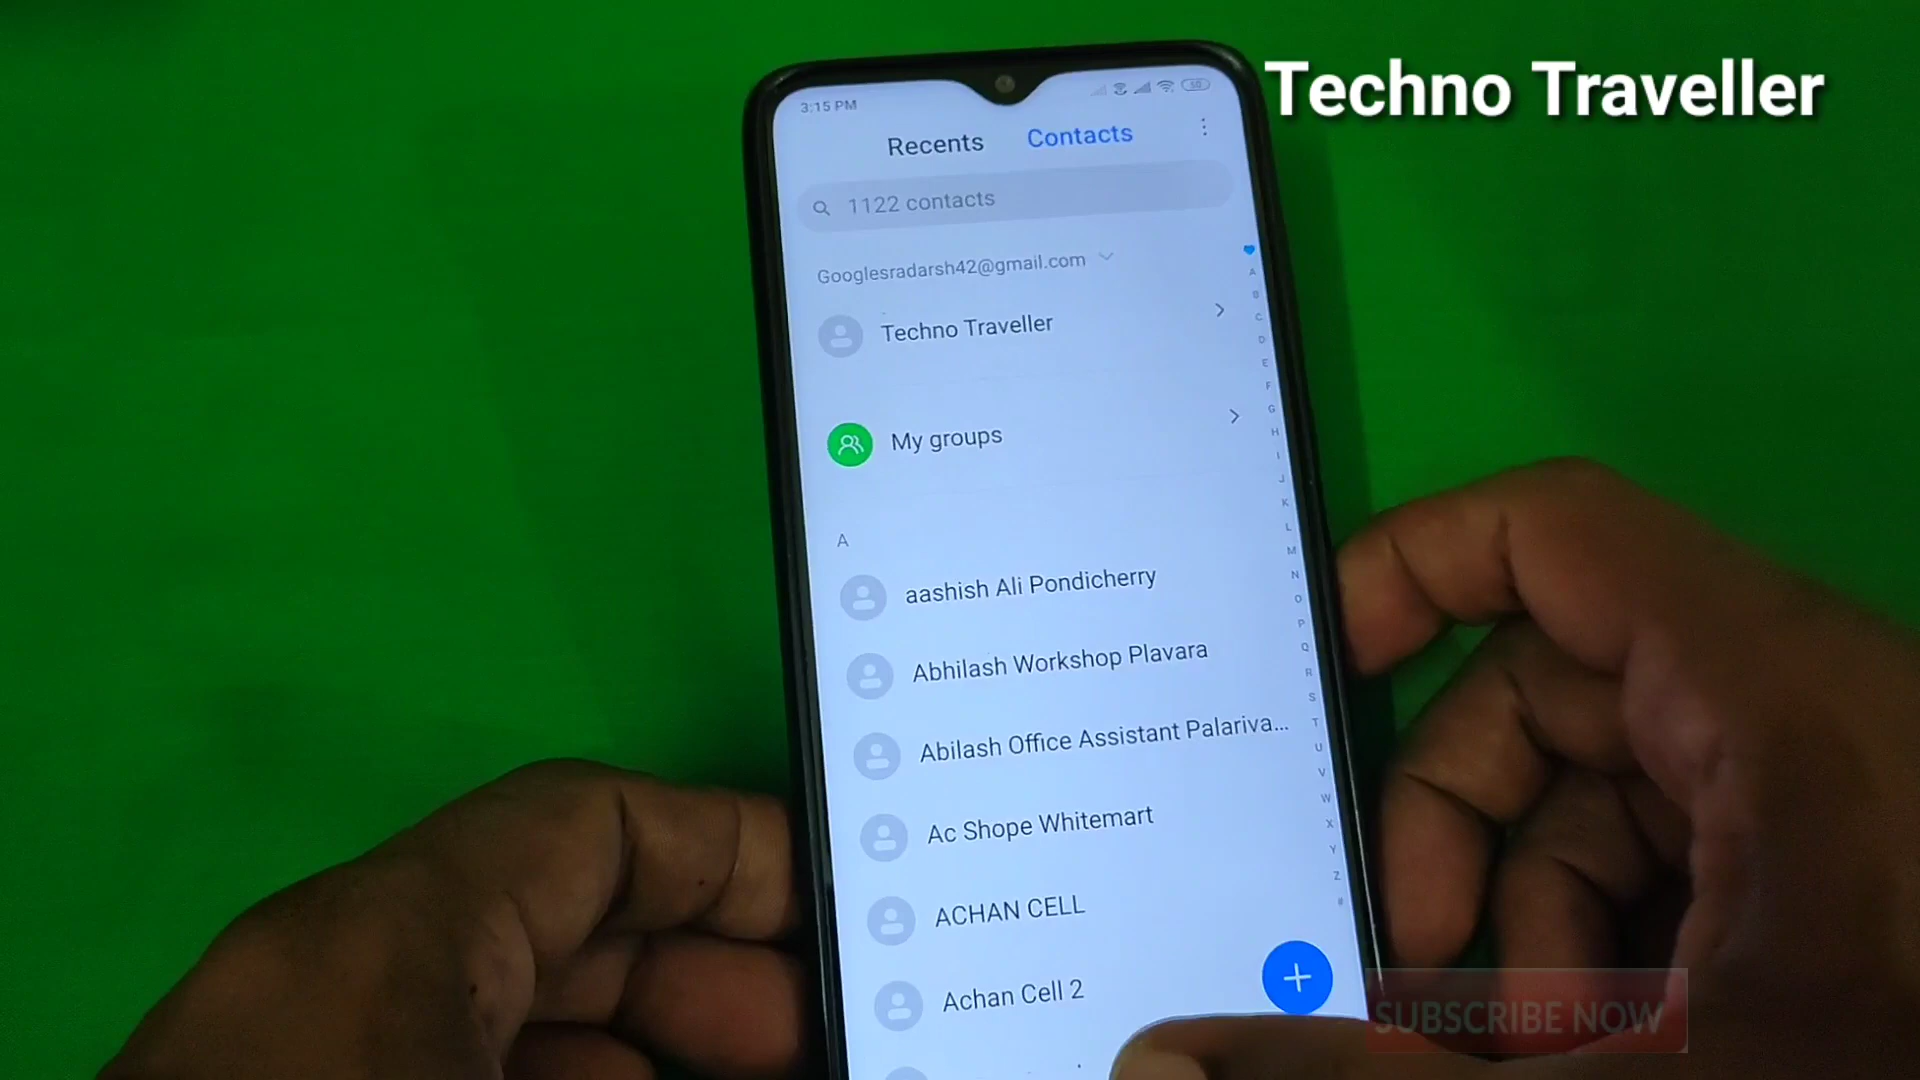 Techno Traveller
3:15 PM
50
Recents Contacts
1122 contacts
Googlesradarsh42@gmail.com
Techno Traveller
My groups
A
aashish Ali Pondicherry
Abhilash Workshop Plavara
Abilash Office Assistant Palariva...
Ac Shope Whitemart
ACHAN CELL
Achan Cell 2
A
B
C
D
E
F
G
H
I
J
K
L
M
N
O
P
Q
R
S
T
U
V
W
X
Y
Z
#
SUBSCRIBE NOW